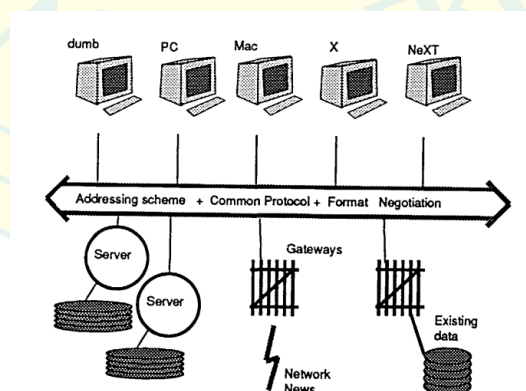 dumb PC Mac X NeXT
Addressing scheme + Common Protocol + Format Negotiation
Server
Gateways
Server
Existing
data
Network
News